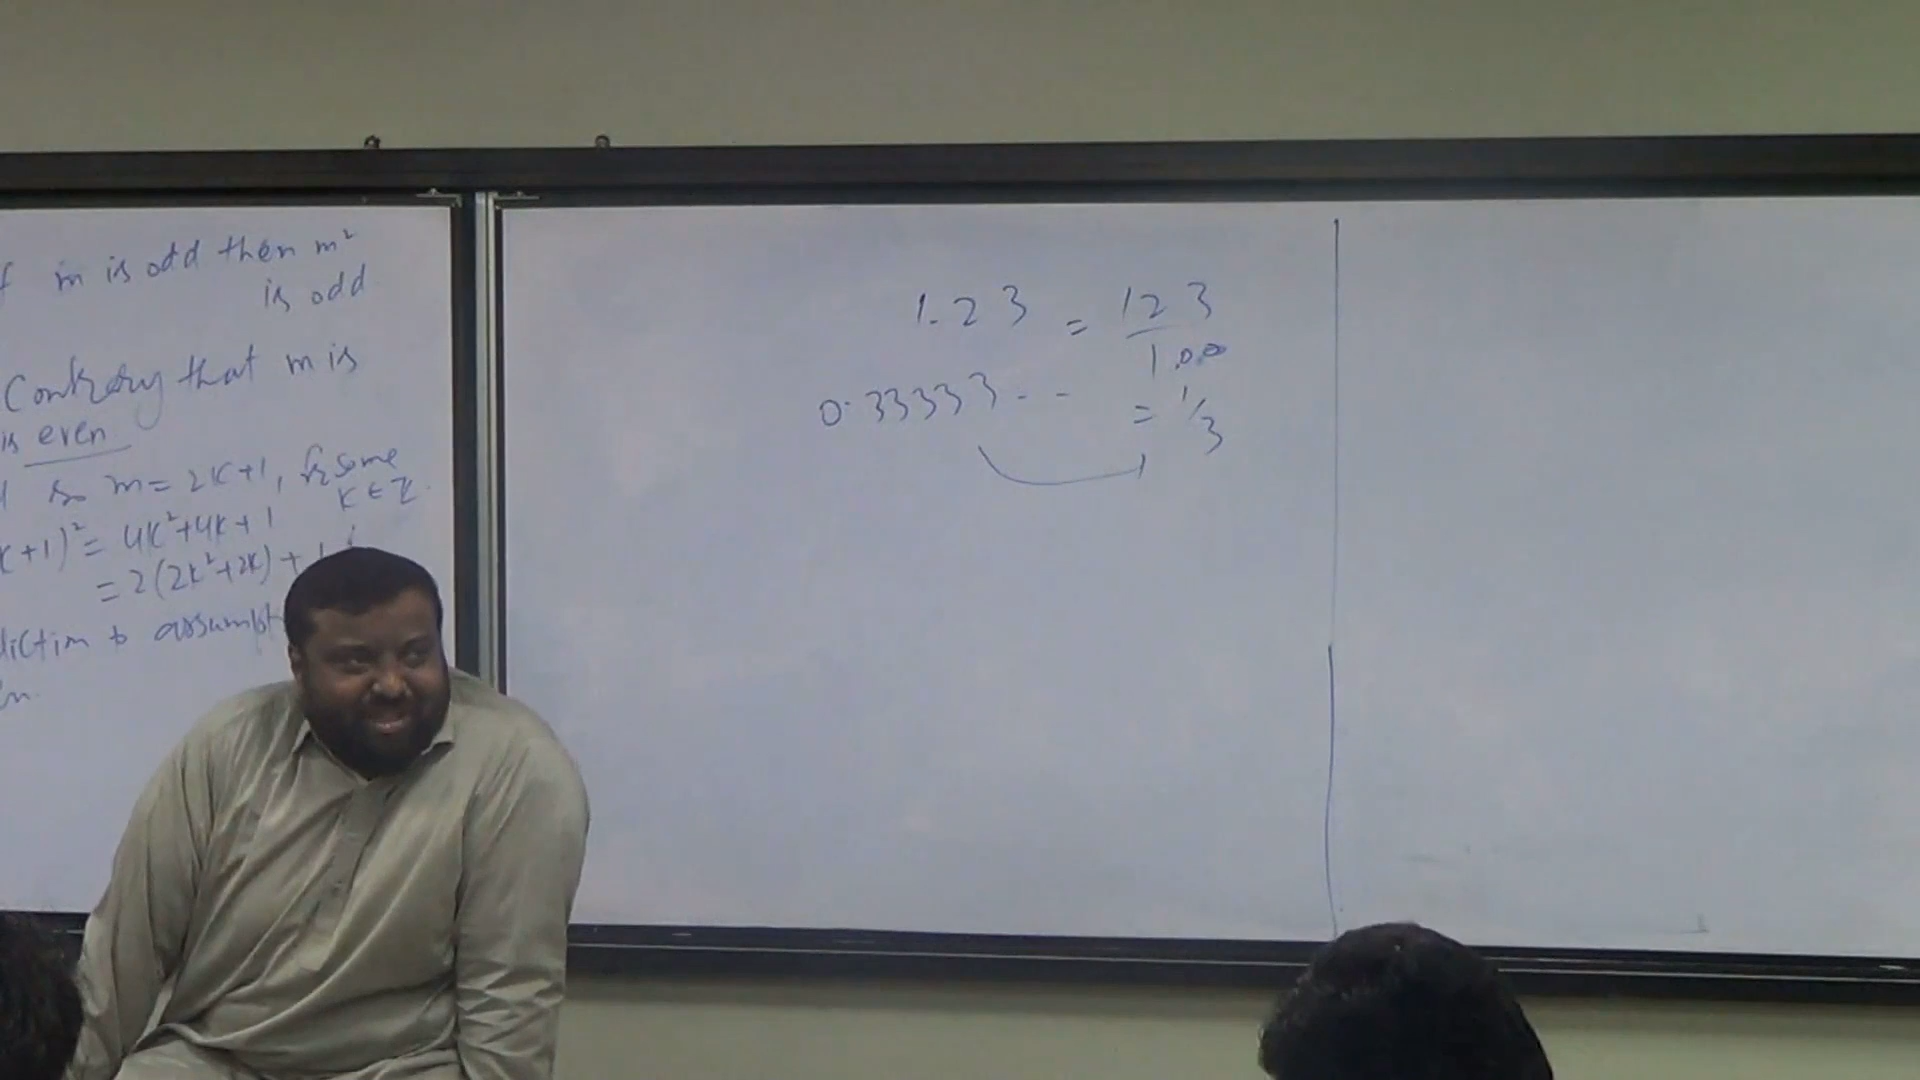 m is odd then m²
is odd
Contrary that m is
is even
so m = 2k+1, for some
k ∈ Z.
k+1)² = 4k²+4k+1
= 2(2k²+2k)+1
diction to assumpt
1.23 = 123/100
0.33333.. = 1/3